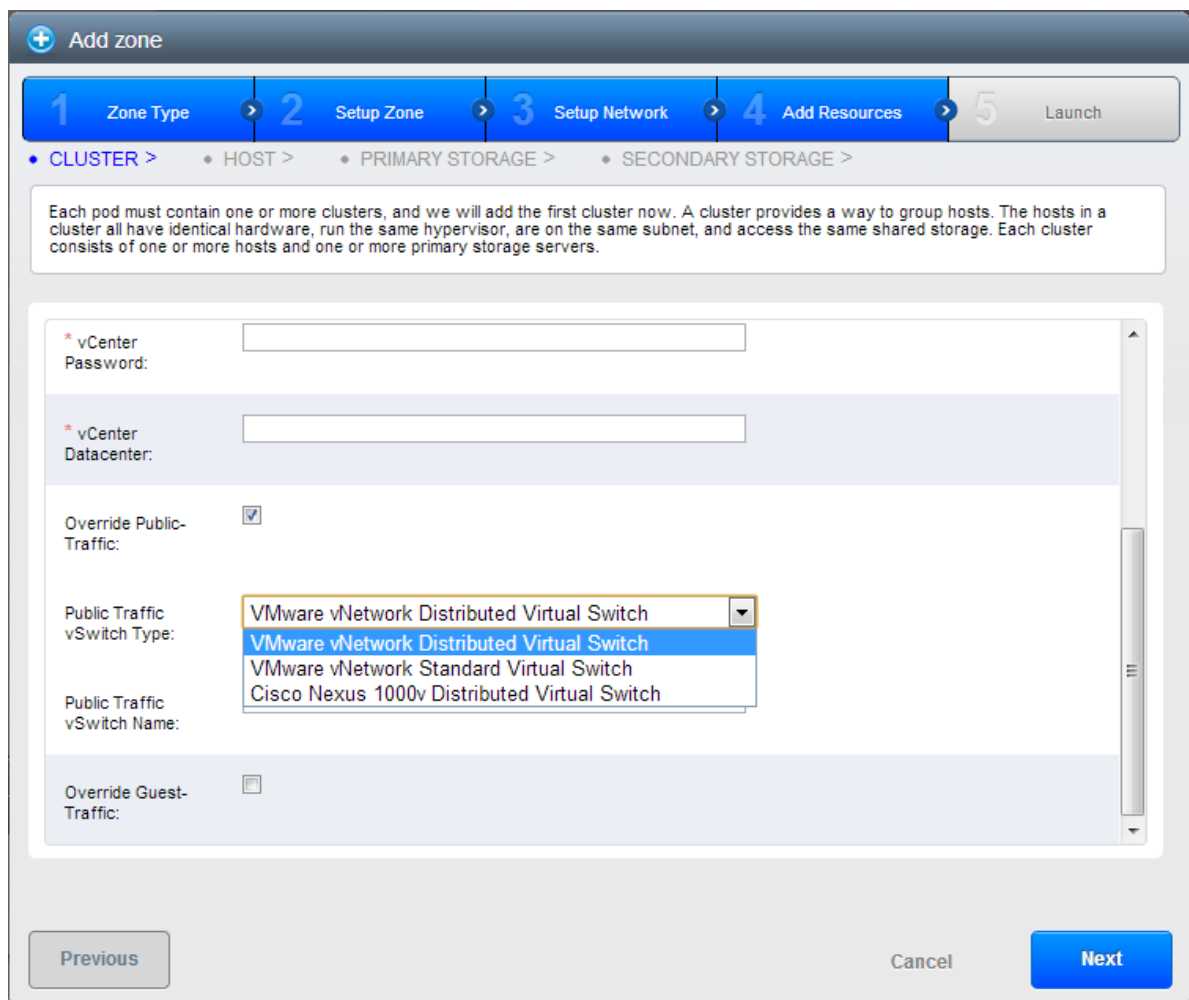 Add zone
1 Zone Type 2 Setup Zone 3 Setup Network 4 Add Resources 5 Launch
• CLUSTER > • HOST > • PRIMARY STORAGE > • SECONDARY STORAGE >
Each pod must contain one or more clusters, and we will add the first cluster now. A cluster provides a way to group hosts. The hosts in a
cluster all have identical hardware, run the same hypervisor, are on the same subnet, and access the same shared storage. Each cluster
consists of one or more hosts and one or more primary storage servers.
* vCenter
Password:
* vCenter
Datacenter:
Override Public-
Traffic:
Public Traffic
vSwitch Type:
VMware vNetwork Distributed Virtual Switch
VMware vNetwork Distributed Virtual Switch
VMware vNetwork Standard Virtual Switch
Cisco Nexus 1000v Distributed Virtual Switch
Public Traffic
vSwitch Name:
Override Guest-
Traffic:
Previous
Cancel
Next